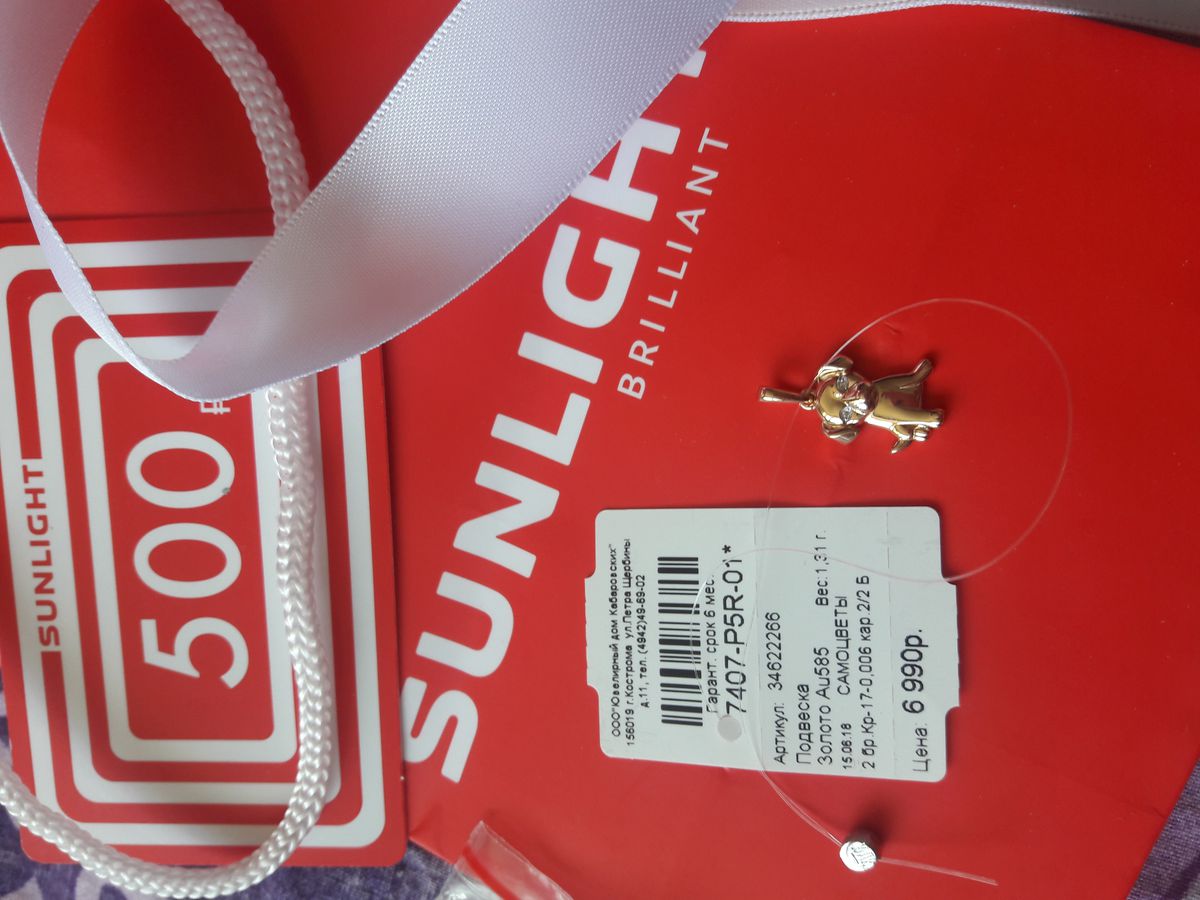 SUNLIGHT
500 ₽
SUNLIGHT
BRILLIANT
ООО"Ювелирный дом Кабаровских"
156019 г.Кострома ул.Петра Щербины
д.11, тел. (4942)49-69-02
Гарант. срок 6 мес.
7407-P5R-01*
Артикул: 34622266
Подвеска
Золото Au585 Вес:1,31 г.
15.06.18 САМОЦВЕТЫ
2 бр.Кр-17-0,006 кар 2/2 Б
Цена: 6 990р.